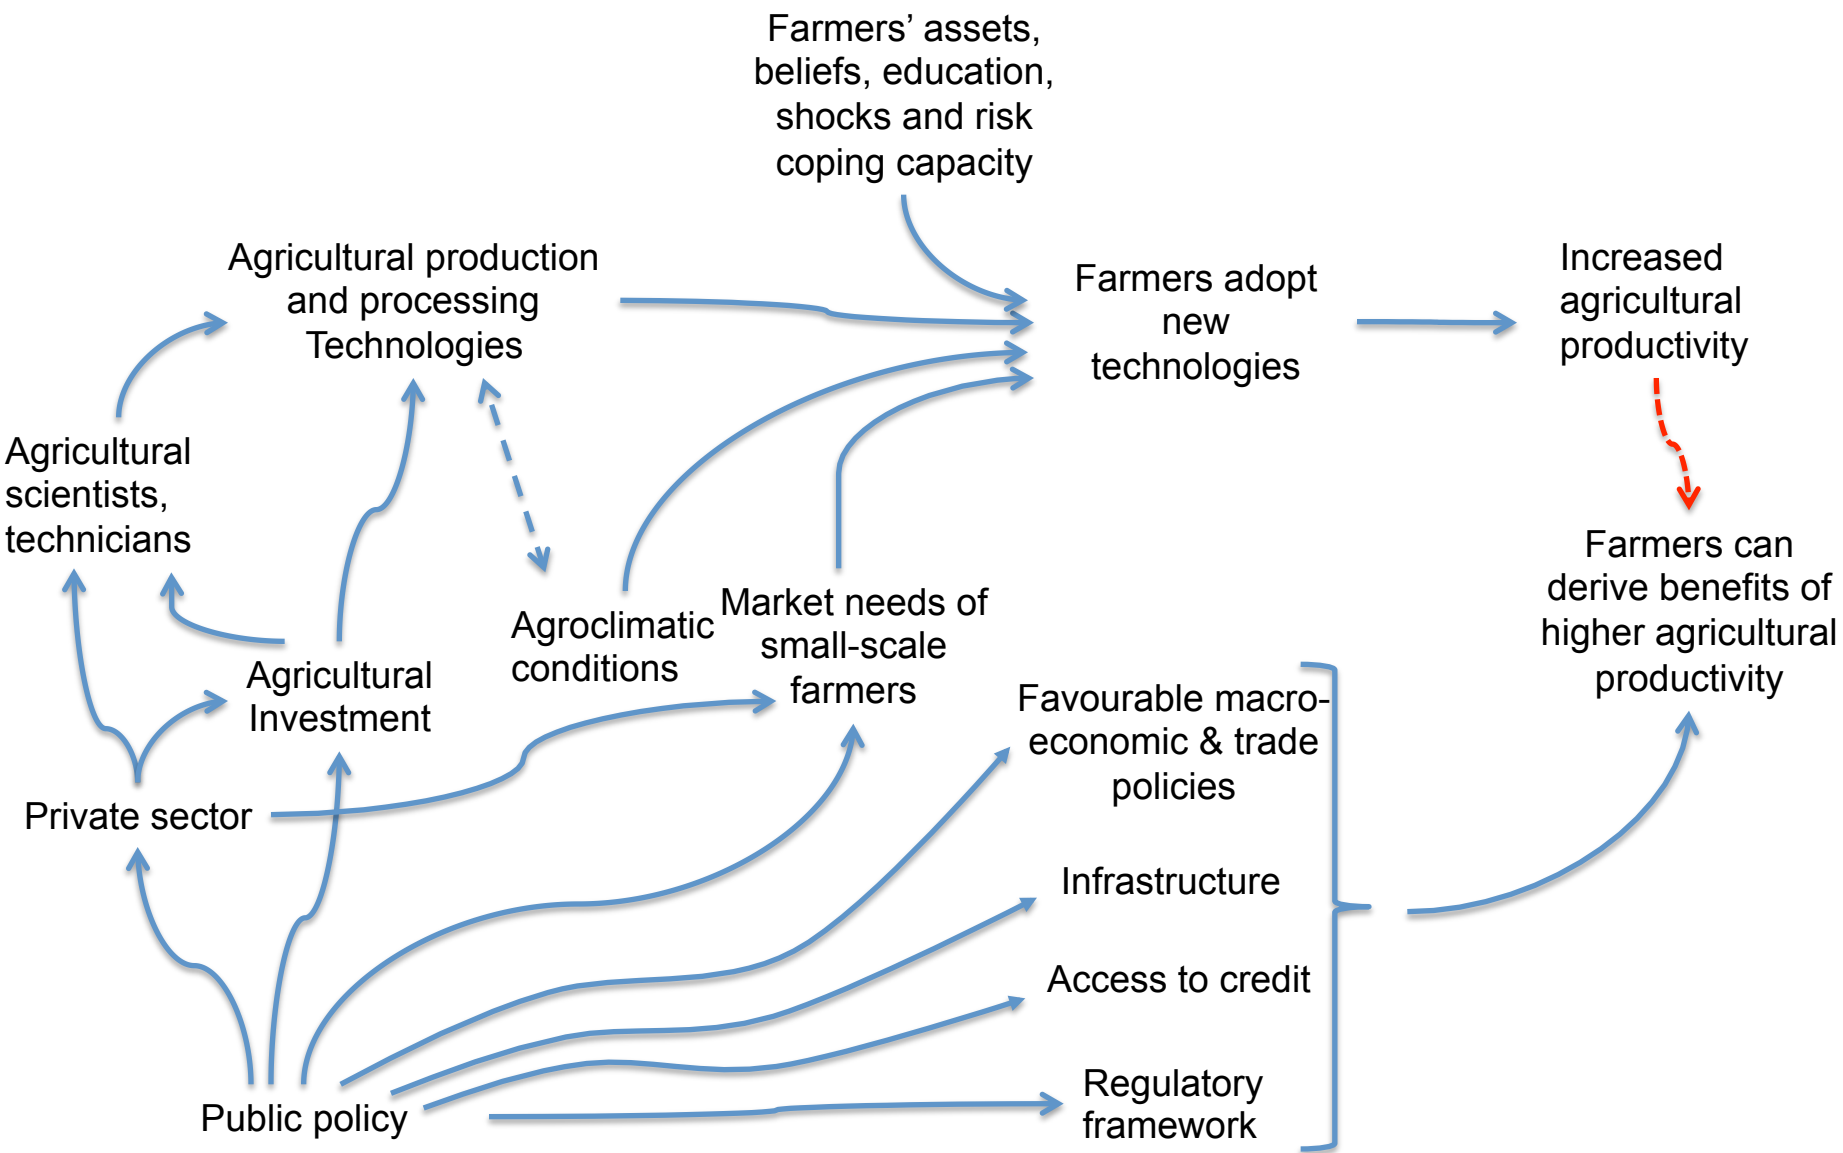 Farmers’ assets,
beliefs, education,
shocks and risk
coping capacity
Agricultural production
and processing
Technologies
Farmers adopt
new
technologies
Increased
agricultural
productivity
Agricultural
scientists,
technicians
Farmers can
derive benefits of
higher agricultural
productivity
Agroclimatic
conditions
Market needs of
small-scale
farmers
Agricultural
Investment
Favourable macro-
economic & trade
policies
Private sector
Infrastructure
Access to credit
Regulatory
framework
Public policy